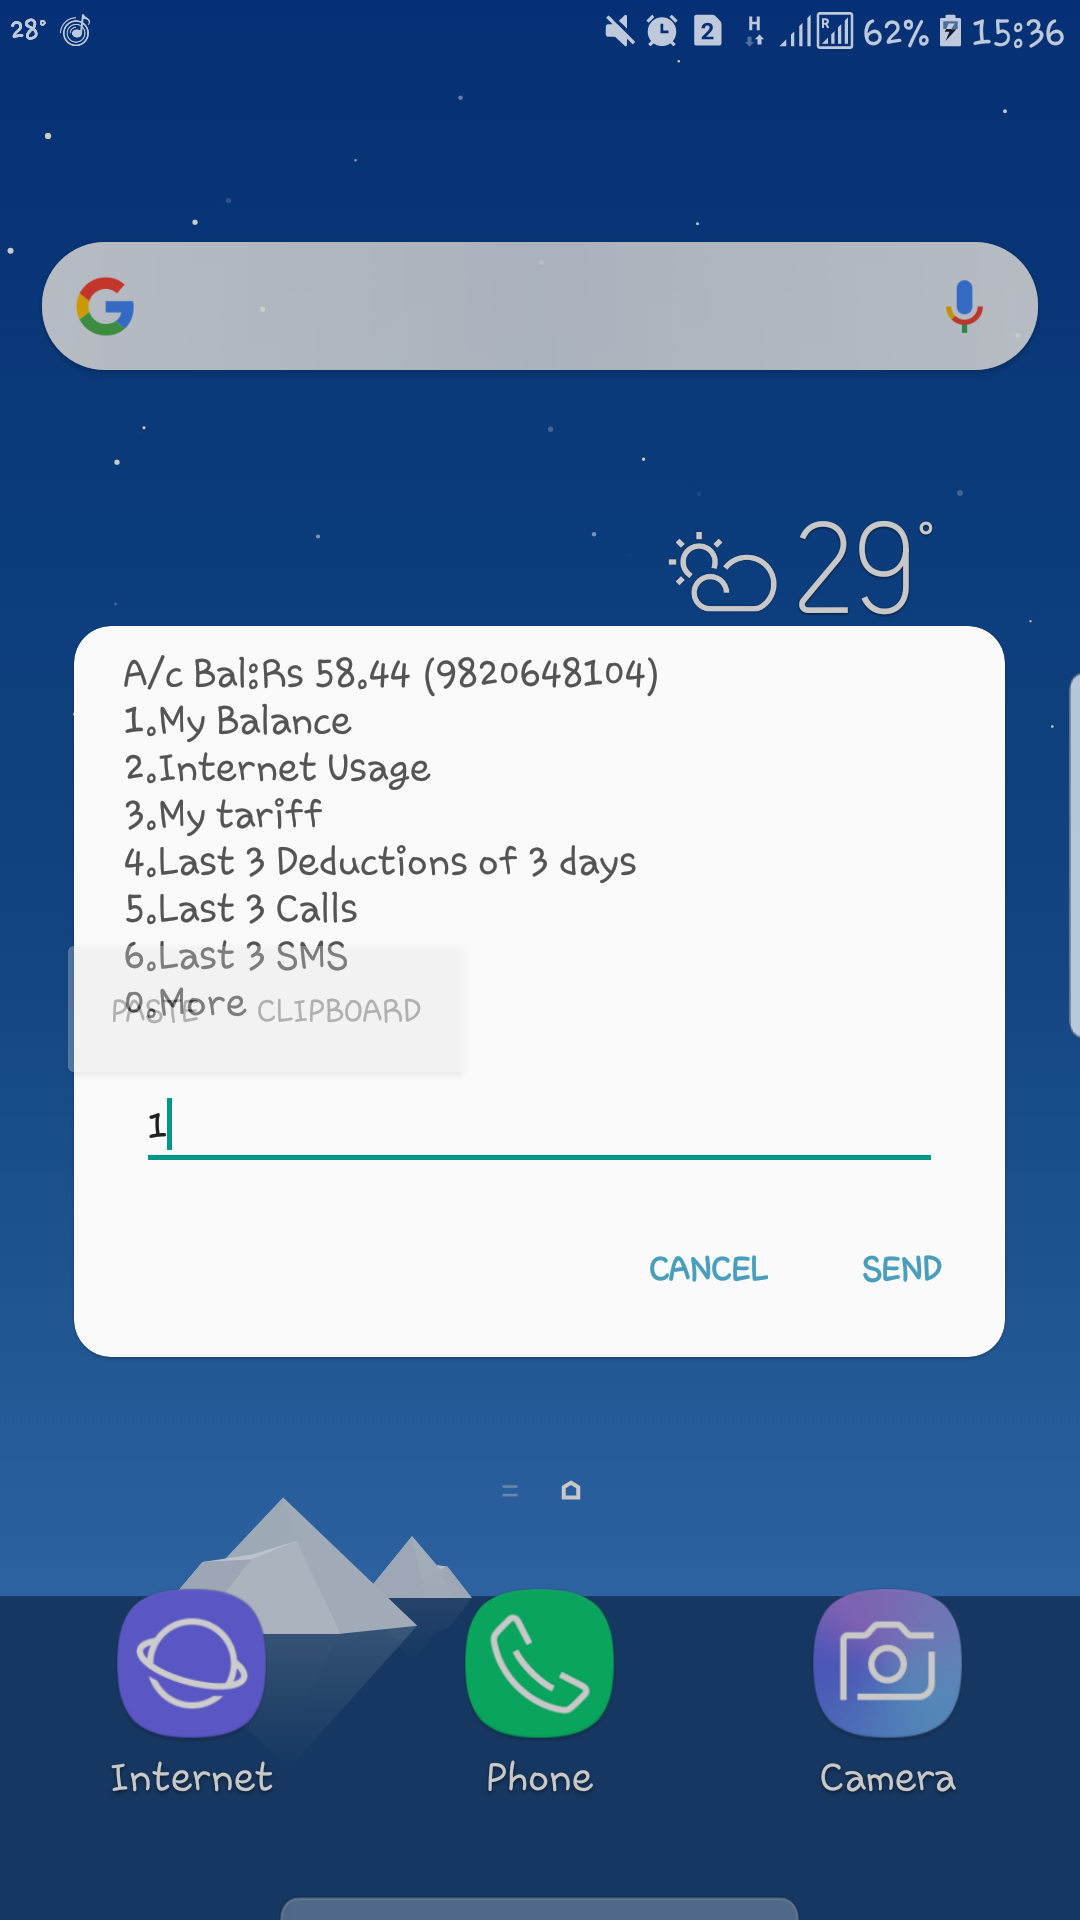 28°
2 H R 62% 15:36
G
29°
A/c Bal:Rs 58.44 (9820648104)
1.My Balance
2.Internet Usage
3.My tariff
4.Last 3 Deductions of 3 days
5.Last 3 Calls
6.Last 3 SMS
0.More
PASTE CLIPBOARD
1
CANCEL SEND
Internet Phone Camera